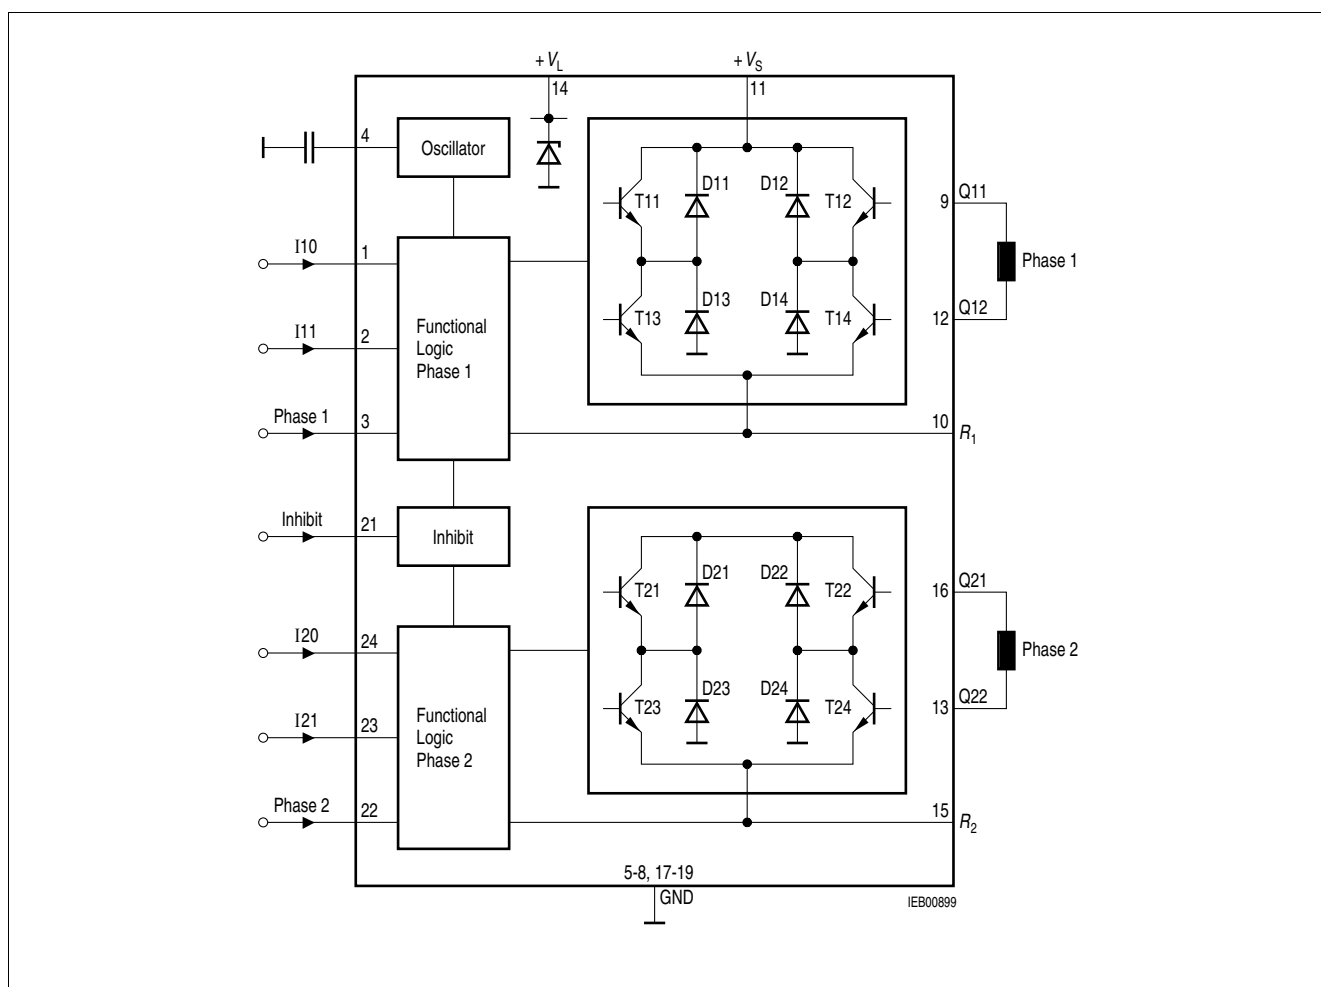 + VL
14
+ VS
11
4
Oscillator
I10
1
I11
2
Phase 1
3
Functional
Logic
Phase 1
T11
D11
D12
T12
T13
D13
D14
T14
9
Q11
Phase 1
12
Q12
10
R1
Inhibit
21
Inhibit
I20
24
I21
23
Phase 2
22
Functional
Logic
Phase 2
T21
D21
D22
T22
T23
D23
D24
T24
16
Q21
Phase 2
13
Q22
15
R2
5-8, 17-19
GND
IEB00899